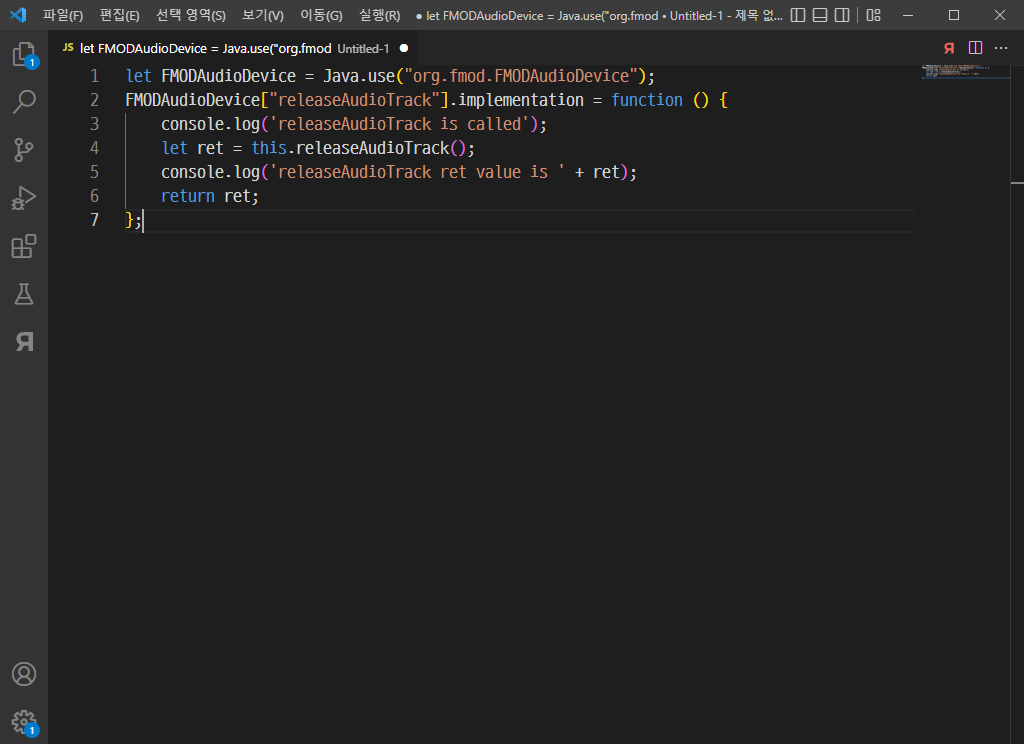 파일(F) 편집(E) 선택 영역(S) 보기(V) 이동(G) 실행(R) ● let FMODAudioDevice = Java.use("org.fmod • Untitled-1 - 제목 없...
JS let FMODAudioDevice = Java.use("org.fmod Untitled-1 ●
Я
1 let FMODAudioDevice = Java.use("org.fmod.FMODAudioDevice");
2 FMODAudioDevice["releaseAudioTrack"].implementation = function () {
3     console.log('releaseAudioTrack is called');
4     let ret = this.releaseAudioTrack();
5     console.log('releaseAudioTrack ret value is ' + ret);
6     return ret;
7 };
1
Я
1